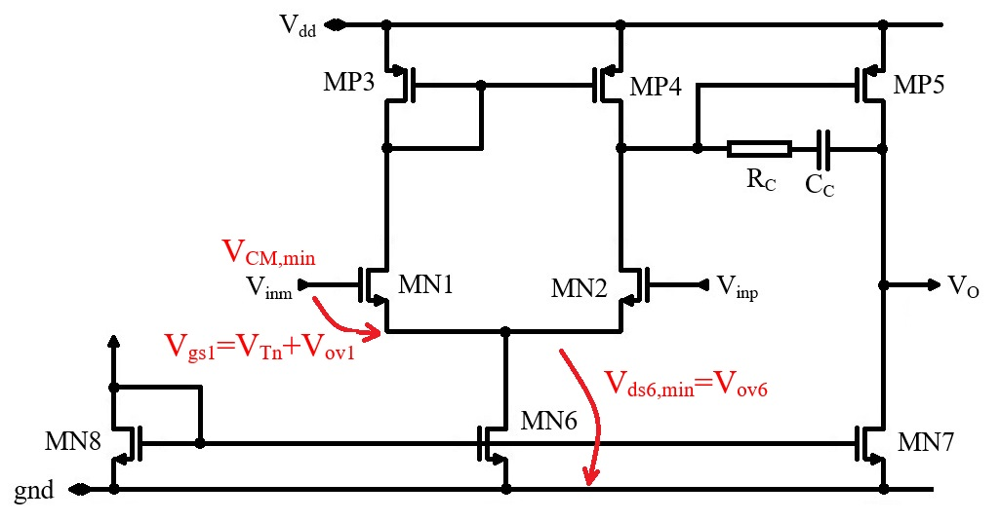 Vdd
MP3
MP4
MP5
RC
CC
VCM,min
Vinm
MN1
MN2
Vinp
VO
Vgs1=VTn+Vov1
Vds6,min=Vov6
MN8
MN6
MN7
gnd